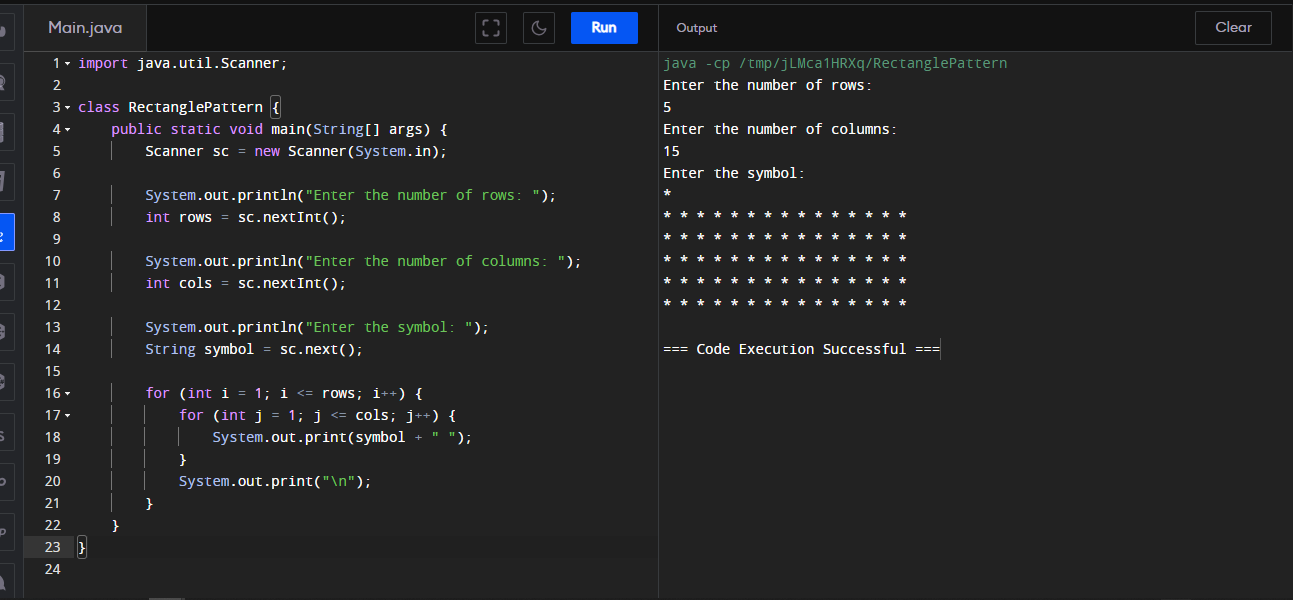 Main.java
Run
1 import java.util.Scanner;
2
3 class RectanglePattern {
4     public static void main(String[] args) {
5         Scanner sc = new Scanner(System.in);
6
7         System.out.println("Enter the number of rows: ");
8         int rows = sc.nextInt();
9
10         System.out.println("Enter the number of columns: ");
11         int cols = sc.nextInt();
12
13         System.out.println("Enter the symbol: ");
14         String symbol = sc.next();
15
16         for (int i = 1; i <= rows; i++) {
17             for (int j = 1; j <= cols; j++) {
18                 System.out.print(symbol + " ");
19             }
20             System.out.print("\n");
21         }
22     }
23 }
24
Output
Clear
java -cp /tmp/jLMca1HRXq/RectanglePattern
Enter the number of rows:
5
Enter the number of columns:
15
Enter the symbol:
*
* * * * * * * * * * * * * * *
* * * * * * * * * * * * * * *
* * * * * * * * * * * * * * *
* * * * * * * * * * * * * * *
* * * * * * * * * * * * * * *
=== Code Execution Successful ===